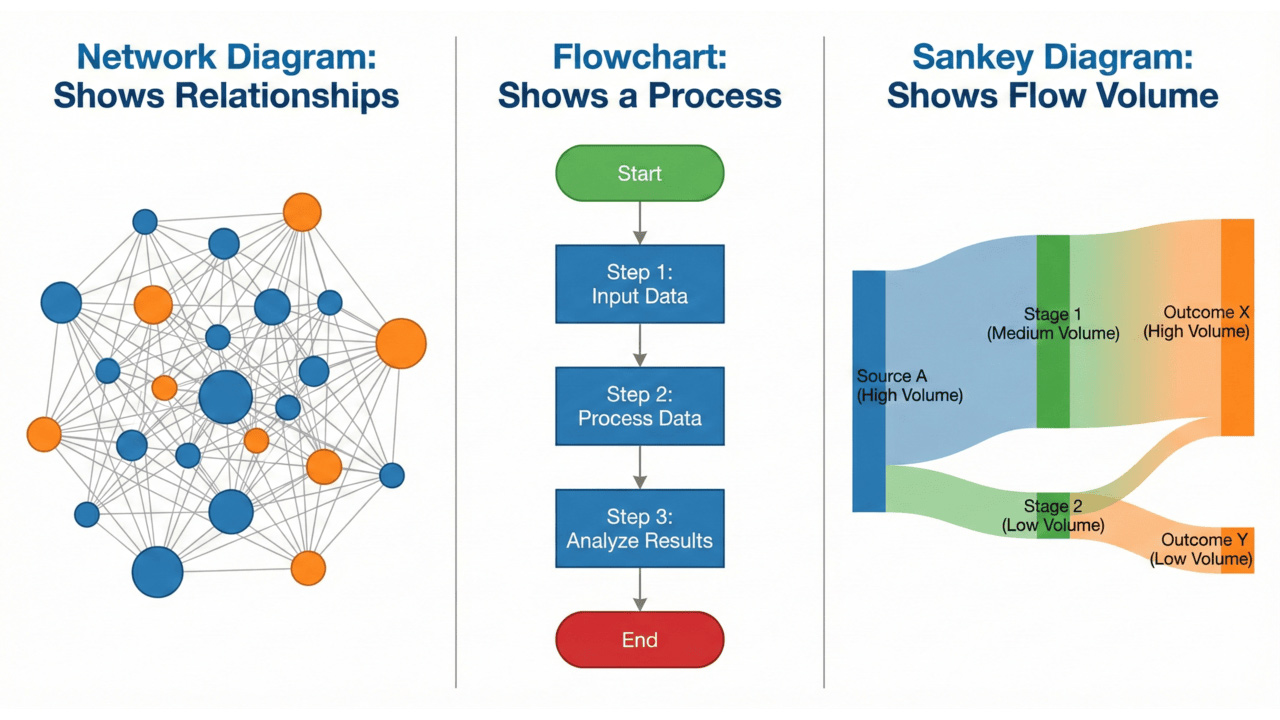 Network Diagram:
Shows Relationships
Flowchart:
Shows a Process
Start
Step 1:
Input Data
Step 2:
Process Data
Step 3:
Analyze Results
End
Sankey Diagram:
Shows Flow Volume
Source A
(High Volume)
Stage 1
(Medium Volume)
Stage 2
(Low Volume)
Outcome X
(High Volume)
Outcome Y
(Low Volume)